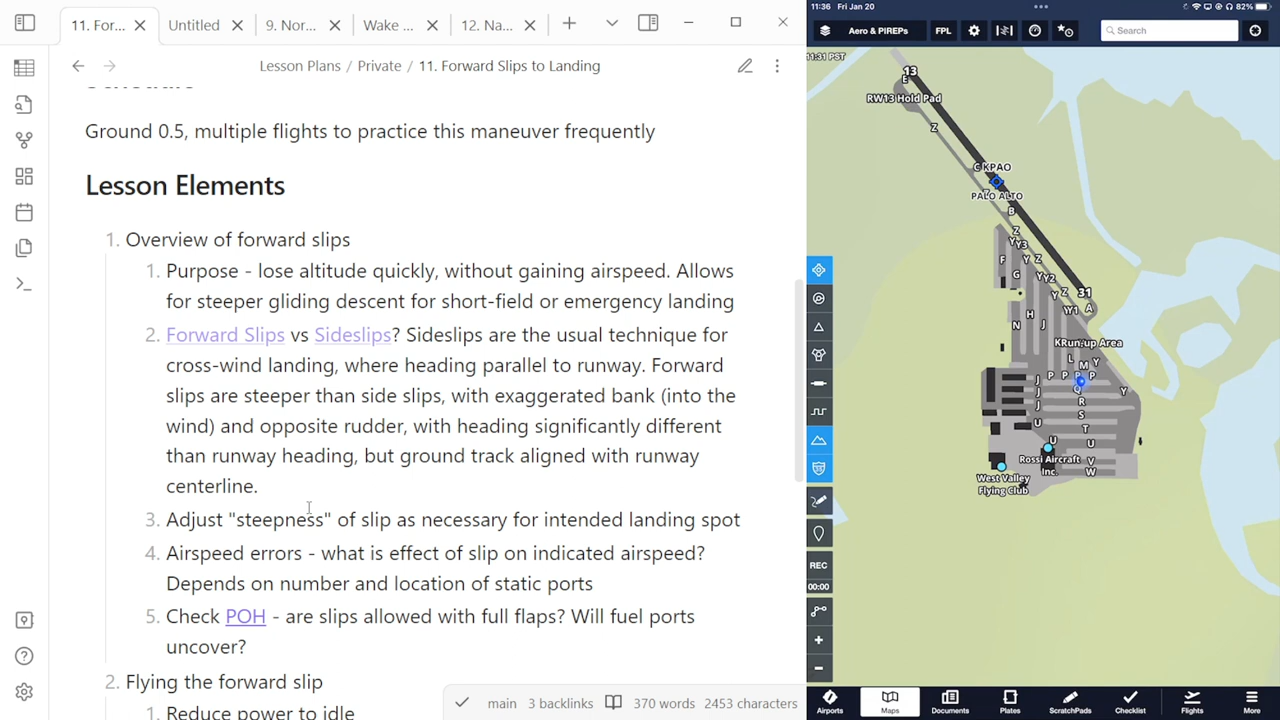 11. For...
Untitled
9. Nor...
Wake ...
12. Na...
Lesson Plans / Private / 11. Forward Slips to Landing
Ground 0.5, multiple flights to practice this maneuver frequently
Lesson Elements
1. Overview of forward slips
1. Purpose - lose altitude quickly, without gaining airspeed. Allows
for steeper gliding descent for short-field or emergency landing
2. Forward Slips vs Sideslips? Sideslips are the usual technique for
cross-wind landing, where heading parallel to runway. Forward
slips are steeper than side slips, with exaggerated bank (into the
wind) and opposite rudder, with heading significantly different
than runway heading, but ground track aligned with runway
centerline.
3. Adjust "steepness" of slip as necessary for intended landing spot
4. Airspeed errors - what is effect of slip on indicated airspeed?
Depends on number and location of static ports
5. Check POH - are slips allowed with full flaps? Will fuel ports
uncover?
2. Flying the forward slip
1. Reduce power to idle
main
3 backlinks
370 words
2453 characters
11:36 Fri Jan 20
82%
Aero & PIREPs
FPL
Search
11:31 PST
13
E
RW13 Hold Pad
Z
C KPAO
PALO ALTO
B
Z
Y Y3
F Y Z
G Y Y2
Y Z 31
Y1 A
H
N J
K Run-up Area
L
M Y
P P P P
J
J Q Y
J R
S
U T
U U
Rossi Aircraft
Inc.
V
W
West Valley
Flying Club
REC
00:00
Airports
Maps
Documents
Plates
ScratchPads
Checklist
Flights
More